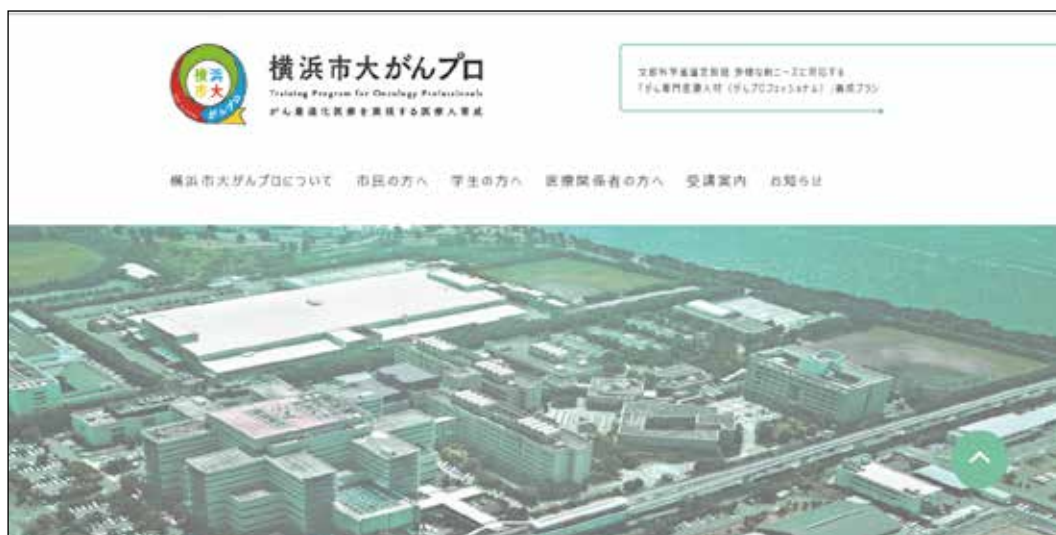 横浜
市大
がんプロ
横浜市大がんプロ
Training Program for Oncology Professionals
がん最適化医療を実現する医療人育成
文部科学省選定取組 多様な新ニーズに対応する
「がん専門医療人材(がんプロフェッショナル)」養成プラン
横浜市大がんプロについて 市民の方へ 学生の方へ 医療関係者の方へ 受講案内 お知らせ